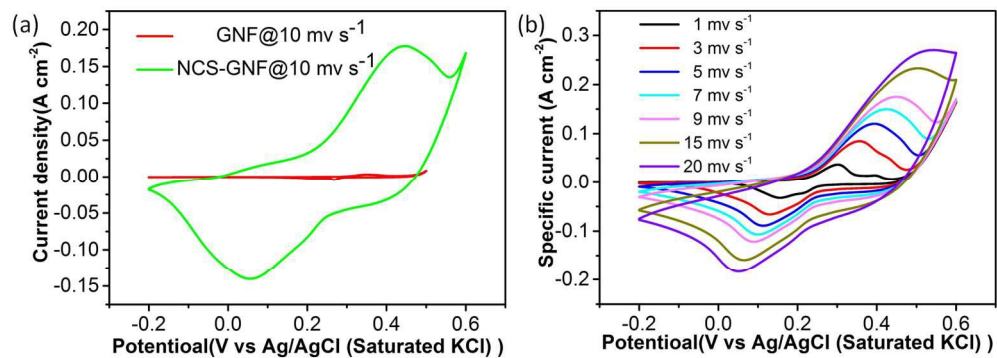 (a)
GNF@10 mv s⁻¹
NCS-GNF@10 mv s⁻¹
0.20
0.15
0.10
0.05
0.00
-0.05
-0.10
-0.15
Current density(A cm⁻²)
-0.2 0.0 0.2 0.4 0.6
Potentioal(V vs Ag/AgCl (Saturated KCl) )
(b)
1 mv s⁻¹
3 mv s⁻¹
5 mv s⁻¹
7 mv s⁻¹
9 mv s⁻¹
15 mv s⁻¹
20 mv s⁻¹
0.3
0.2
0.1
0.0
-0.1
-0.2
Specific current (A cm⁻²)
-0.2 0.0 0.2 0.4 0.6
Potentioal(V vs Ag/AgCl (Saturated KCl) )